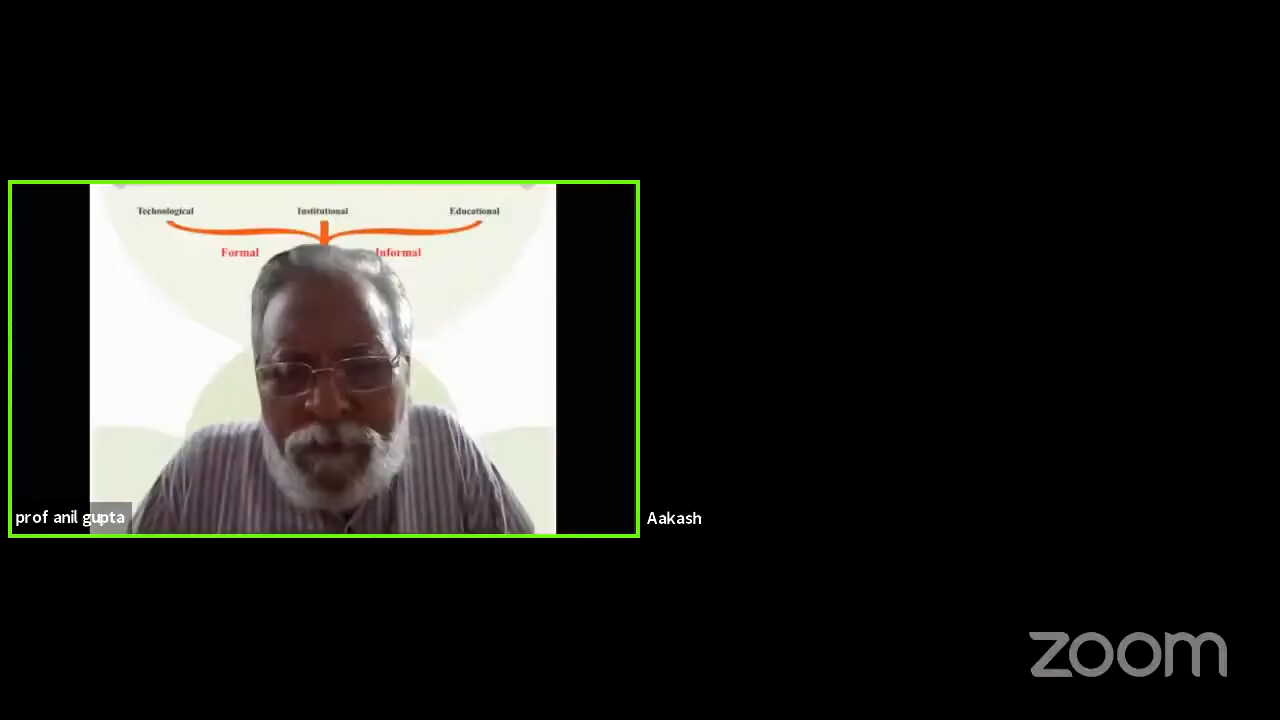 Technological Institutional Educational
Formal Informal
prof anil gupta
Aakash
zoom